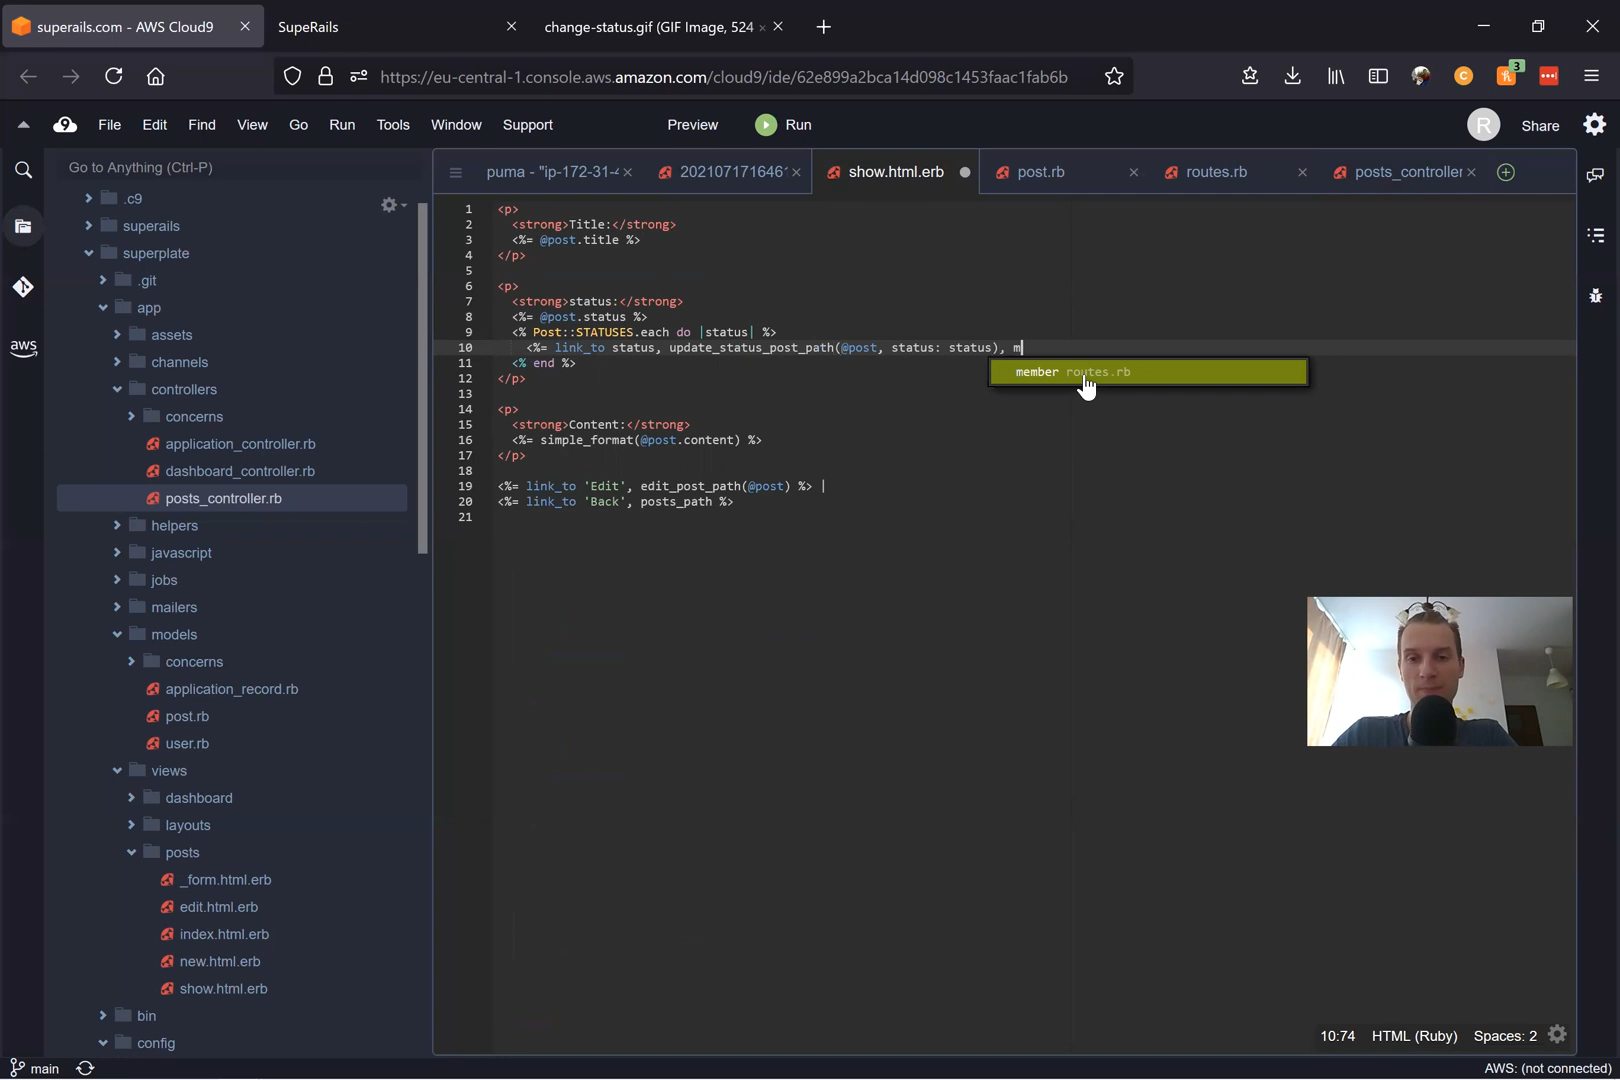 superails.com - AWS Cloud9
SupeRails
change-status.gif (GIF Image, 524
https://eu-central-1.console.aws.amazon.com/cloud9/ide/62e899a2bca14d098c1453faac1fab6b
C
3
9
File Edit Find View Go Run Tools Window Support
Preview
Run
R
Share
Go to Anything (Ctrl-P)
puma - "ip-172-31-4
202107171646
show.html.erb
post.rb
routes.rb
posts_controller
aws
.c9
superails
superplate
.git
app
assets
channels
controllers
concerns
application_controller.rb
dashboard_controller.rb
posts_controller.rb
helpers
javascript
jobs
mailers
models
concerns
application_record.rb
post.rb
user.rb
views
dashboard
layouts
posts
_form.html.erb
edit.html.erb
index.html.erb
new.html.erb
show.html.erb
bin
config
1 <p>
2 <strong>Title:</strong>
3 <%= @post.title %>
4 </p>
5
6 <p>
7 <strong>status:</strong>
8 <%= @post.status %>
9 <% Post::STATUSES.each do |status| %>
10 <%= link_to status, update_status_post_path(@post, status: status), m
11 <% end %>
12 </p>
13
14 <p>
15 <strong>Content:</strong>
16 <%= simple_format(@post.content) %>
17 </p>
18
19 <%= link_to 'Edit', edit_post_path(@post) %> |
20 <%= link_to 'Back', posts_path %>
21
member routes.rb
10:74 HTML (Ruby) Spaces: 2
main
AWS: (not connected)